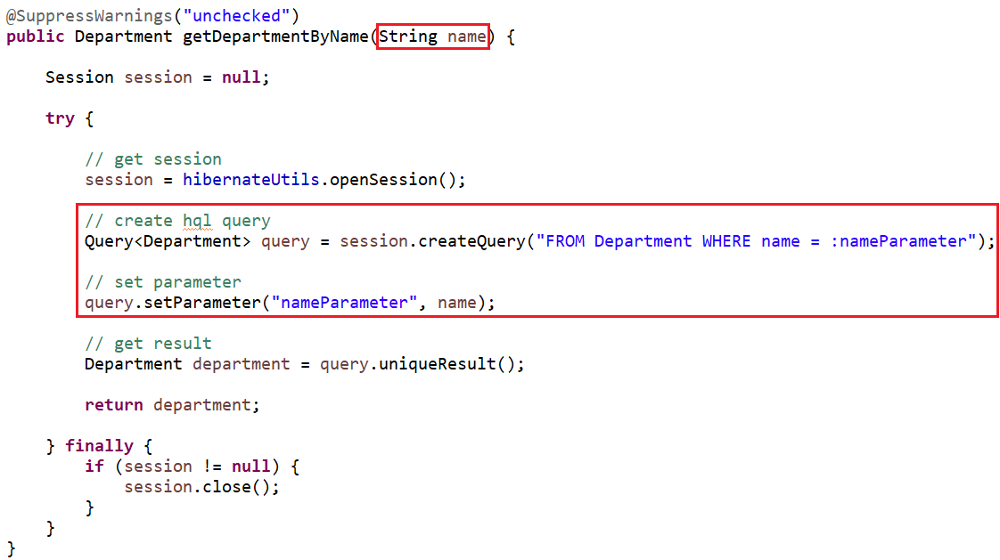 @SuppressWarnings("unchecked")
public Department getDepartmentByName(String name) {
Session session = null;
try {
// get session
session = hibernateUtils.openSession();
// create hql query
Query<Department> query = session.createQuery("FROM Department WHERE name = :nameParameter");
// set parameter
query.setParameter("nameParameter", name);
// get result
Department department = query.uniqueResult();
return department;
} finally {
if (session != null) {
session.close();
}
}
}